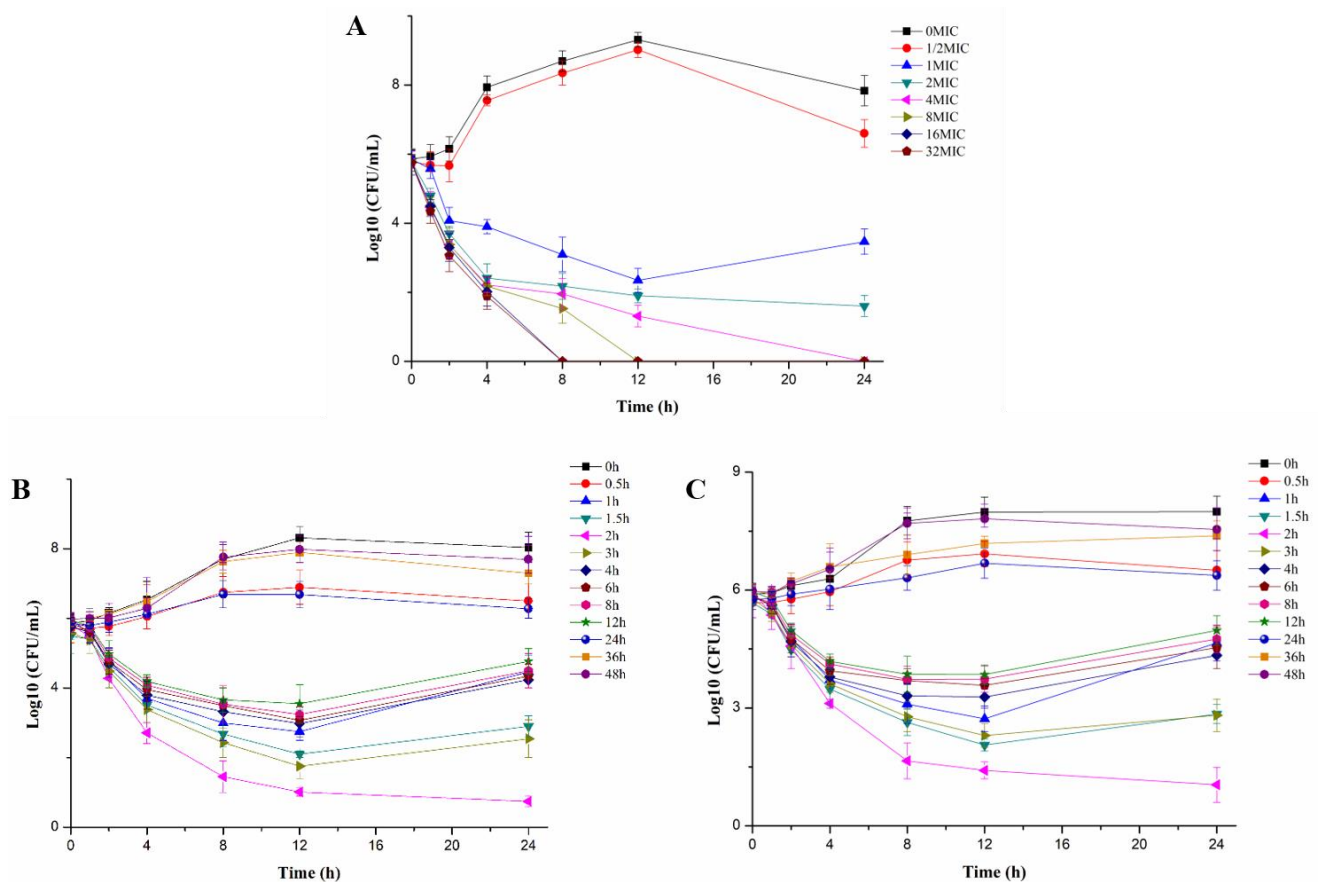 A
Log10 (CFU/mL)
8
4
0
0 4 8 12 16 20 24
Time (h)
0MIC
1/2MIC
1MIC
2MIC
4MIC
8MIC
16MIC
32MIC
B
Log10 (CFU/mL)
8
4
0
0 4 8 12 16 20 24
Time (h)
0h
0.5h
1h
1.5h
2h
3h
4h
6h
8h
12h
24h
36h
48h
C
Log10 (CFU/mL)
9
6
3
0
0 4 8 12 16 20 24
Time (h)
0h
0.5h
1h
1.5h
2h
3h
4h
6h
8h
12h
24h
36h
48h